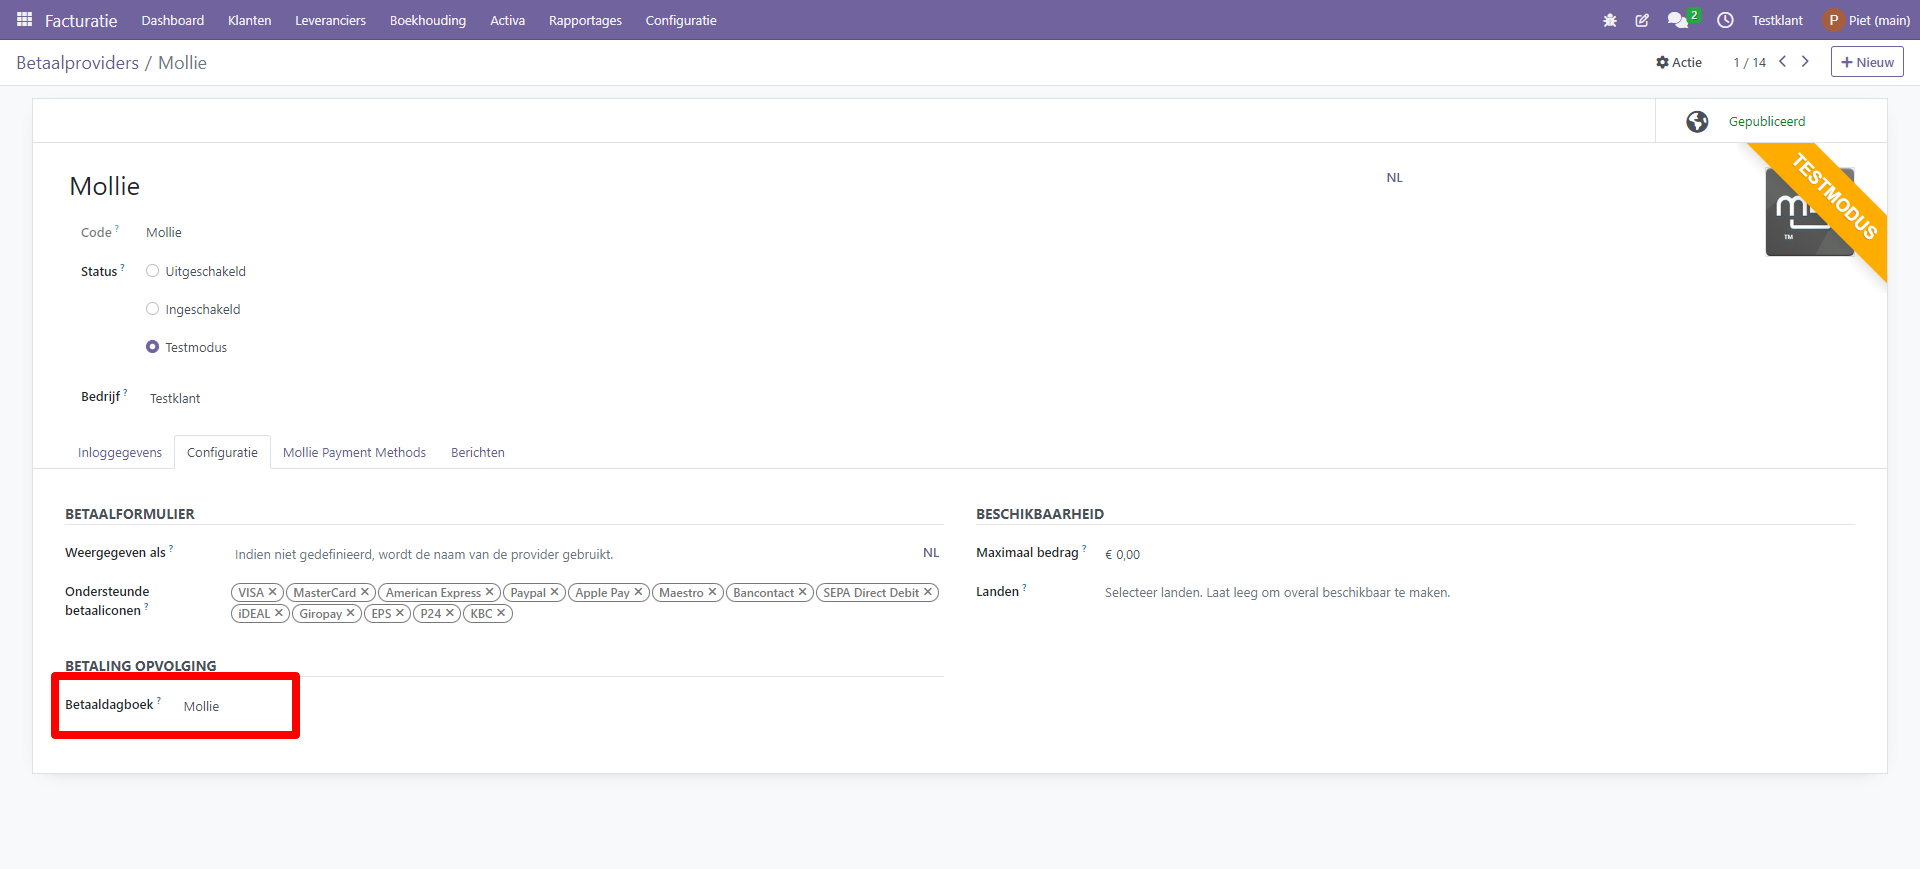 Facturatie Dashboard Klanten Leveranciers Boekhouding Activa Rapportages Configuratie 2 Testklant P Piet (main)
Betaalproviders / Mollie Actie 1 / 14 Nieuw
Gepubliceerd
TESTMODUS
Mollie NL
TM
Code ? Mollie
Status ? Uitgeschakeld
Ingeschakeld
Testmodus
Bedrijf ? Testklant
Inloggegevens Configuratie Mollie Payment Methods Berichten
BETAALFORMULIER
Weergegeven als ? Indien niet gedefinieerd, wordt de naam van de provider gebruikt. NL
Ondersteunde betaaliconen ? VISA MasterCard American Express Paypal Apple Pay Maestro Bancontact SEPA Direct Debit
iDEAL Giropay EPS P24 KBC
BESCHIKBAARHEID
Maximaal bedrag ? € 0,00
Landen ? Selecteer landen. Laat leeg om overal beschikbaar te maken.
BETALING OPVOLGING
Betaaldagboek ? Mollie